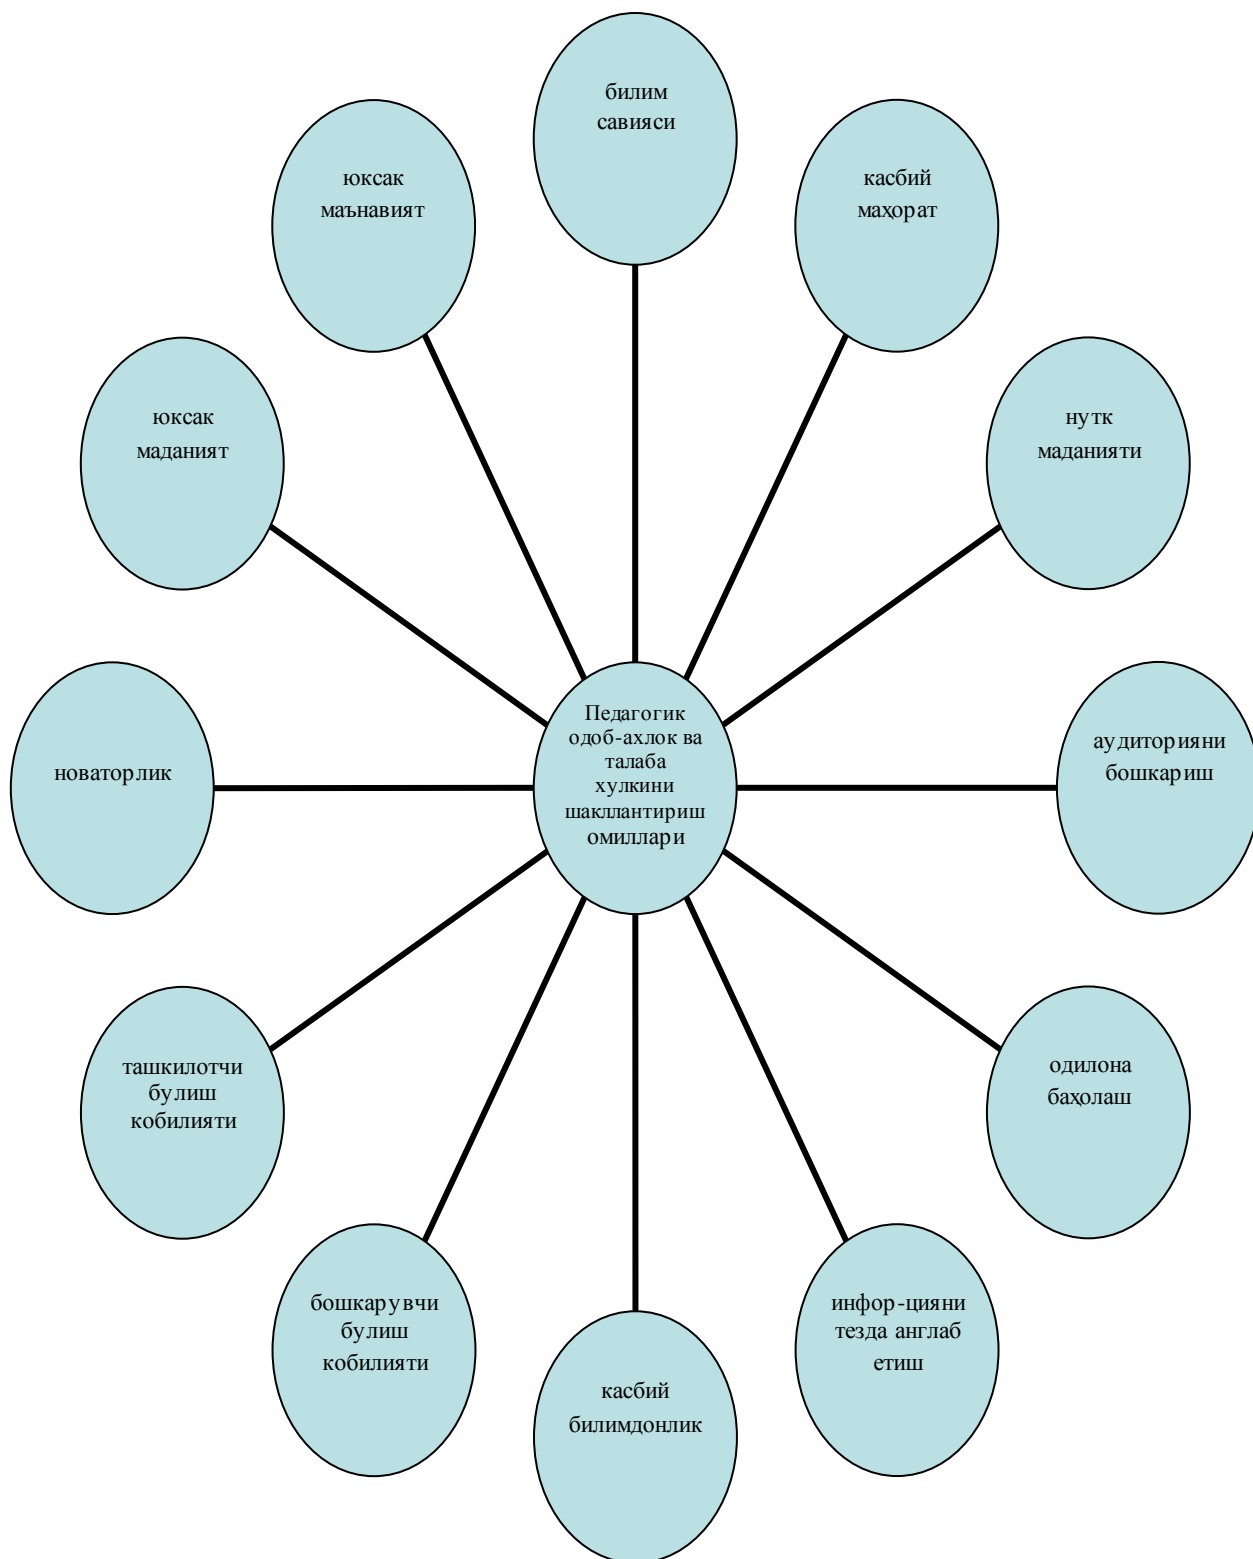 билим
савияси
касбий
маҳорат
нутк
маданияти
аудиторияни
бошкариш
одилона
баҳолаш
инфор-цияни
тезда англаб
етиш
касбий
билимдонлик
бошкарувчи
булиш
кобилияти
ташкилотчи
булиш
кобилияти
новаторлик
юксак
маданият
юксак
маънавият
Педагогик
одоб-ахлок ва
талаба
хулкини
шакллантириш
омиллари